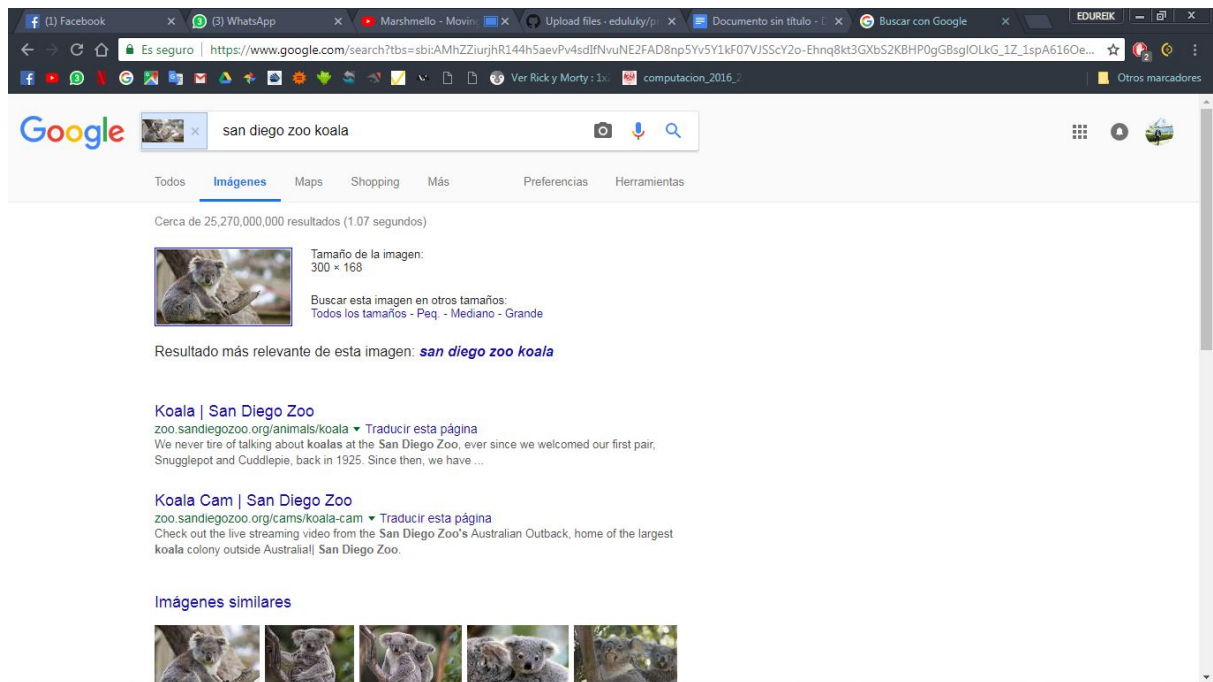 (1) Facebook
(3) WhatsApp
Marshmello - Moving
Upload files · eduluky/p
Documento sin título - D
Buscar con Google
EDUREIK
Es seguro
https://www.google.com/search?tbs=
Ver Rick y Morty : 1x
computacion_2016_2
Otros marcadores
Google
san diego zoo koala
Todos
Imágenes
Maps
Shopping
Más
Preferencias
Herramientas
Cerca de 25,270,000,000 resultados (1.07 segundos)
Tamaño de la imagen:
300 × 168
Buscar esta imagen en otros tamaños:
Todos los tamaños - Peq. - Mediano - Grande
Resultado más relevante de esta imagen: san diego zoo koala
Koala | San Diego Zoo
zoo.sandiegozoo.org/animals/koala ▼ Traducir esta página
We never tire of talking about koalas at the San Diego Zoo, ever since we welcomed our first pair,
Snugglepot and Cuddlepie, back in 1925. Since then, we have ...
Koala Cam | San Diego Zoo
zoo.sandiegozoo.org/cams/koala-cam ▼ Traducir esta página
Check out the live streaming video from the San Diego Zoo's Australian Outback, home of the largest
koala colony outside Australia!| San Diego Zoo.
Imágenes similares